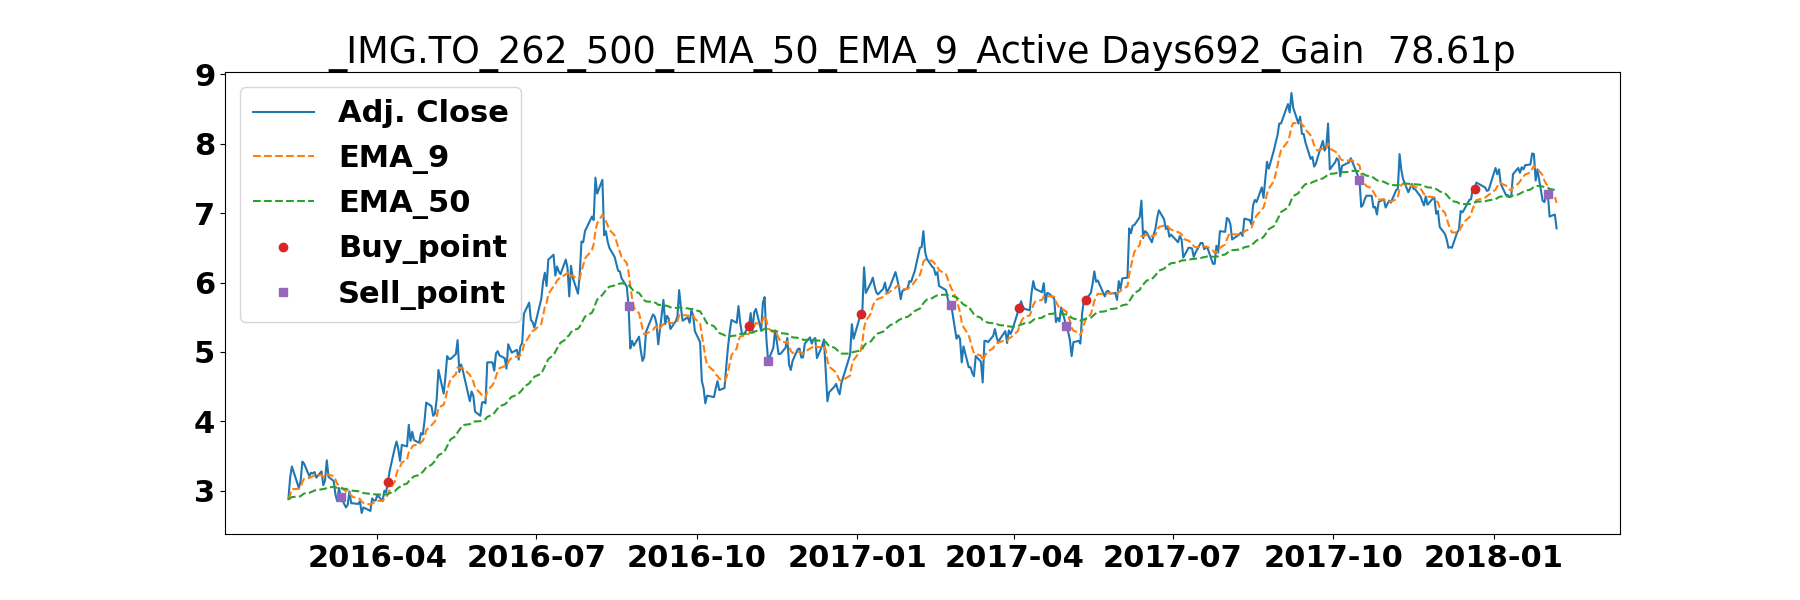 _IMG.TO_262_500_EMA_50_EMA_9_Active Days692_Gain  78.61p
9
8
7
6
5
4
3
Adj. Close
EMA_9
EMA_50
Buy_point
Sell_point
2016-04 2016-07 2016-10 2017-01 2017-04 2017-07 2017-10 2018-01